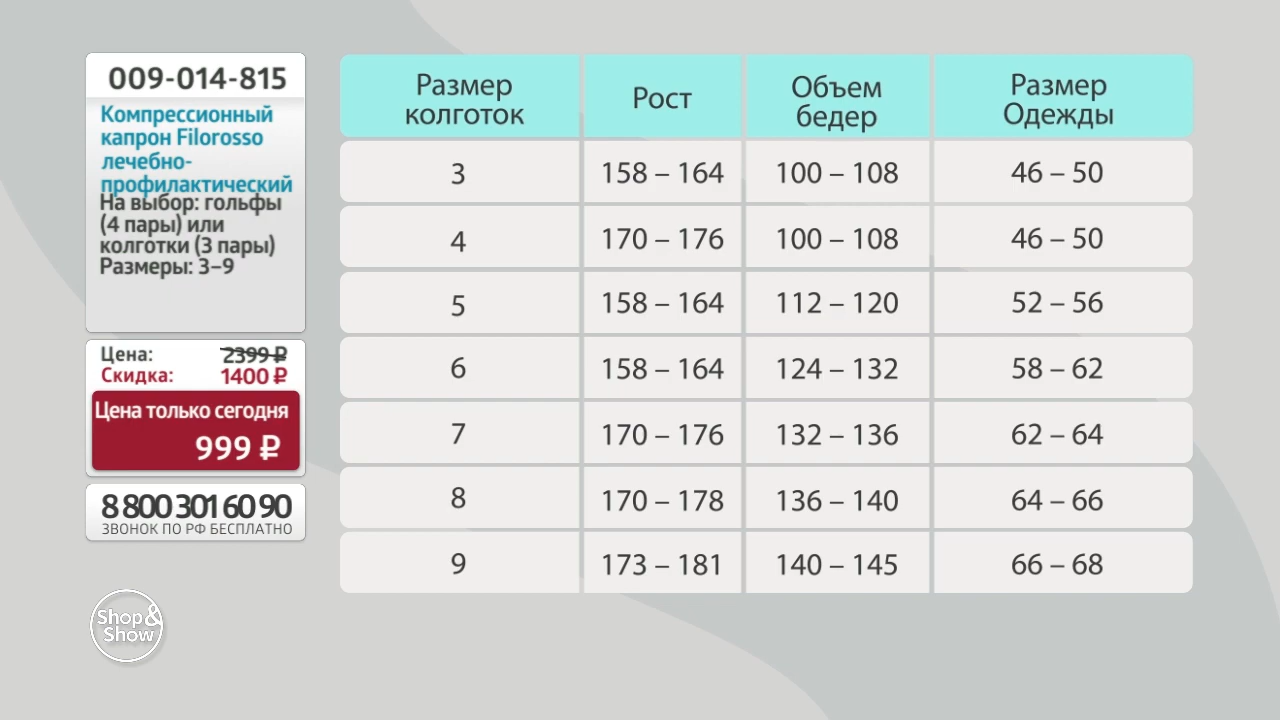 009-014-815
Компрессионный
капрон Filorosso
лечебно-
профилактический
На выбор: гольфы
(4 пары) или
колготки (3 пары)
Размеры: 3–9
Цена: 2399 ₽
Скидка: 1400 ₽
Цена только сегодня
999 ₽
8 800 301 60 90
ЗВОНОК ПО РФ БЕСПЛАТНО
Shop&
Show
Размер колготок Рост Объем бедер Размер Одежды
3 158 – 164 100 – 108 46 – 50
4 170 – 176 100 – 108 46 – 50
5 158 – 164 112 – 120 52 – 56
6 158 – 164 124 – 132 58 – 62
7 170 – 176 132 – 136 62 – 64
8 170 – 178 136 – 140 64 – 66
9 173 – 181 140 – 145 66 – 68